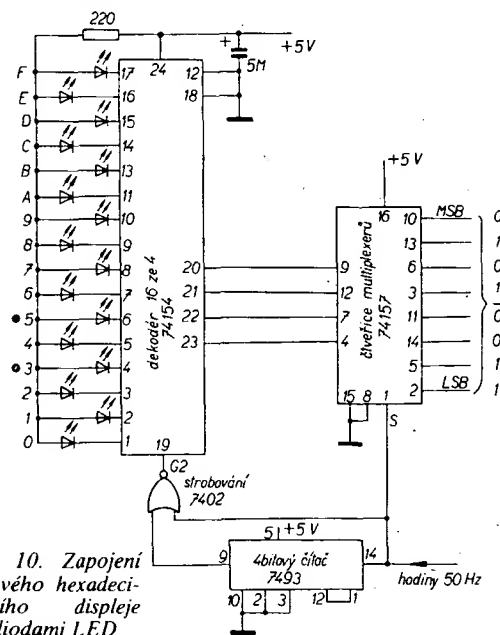 220
+
+5V
5M
24
F 17 12
E 16 18
D 15
C 14
B 13
A 11
9 10
8 9
7 8
6 7
5 6
4 5
3 4
2 3
1 2
0 1
dekodér 16 ze 4
74154
20
21
22
23
19
G2
strobování
7402
+5V
16
čtveřice multiplexerů
74157
9
12
7
4
10 MSB 0
13 1
6 0
3 1
11 0
14 0
5 1
2 LSB 1
15 8 1
S
5 +5V
9 4bitový čítač 14
7493
10 2 3 12 1
hodiny 50 Hz
10. Zapojení
vého hexadeci-
ího displeje
diodami LED